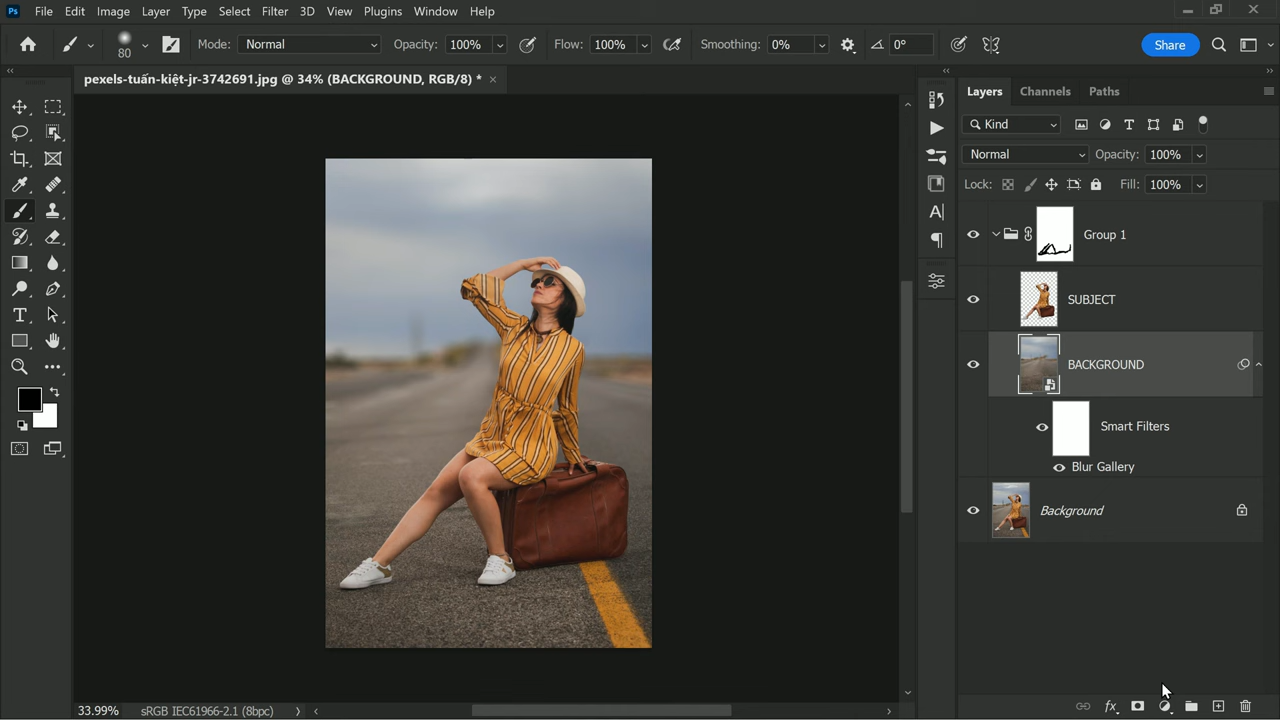 Ps File Edit Image Layer Type Select Filter 3D View Plugins Window Help
80 Mode: Normal Opacity: 100% Flow: 100% Smoothing: 0% 0° Share
pexels-tuấn-kiệt-jr-3742691.jpg @ 34% (BACKGROUND, RGB/8) *
Layers Channels Paths
Kind
Normal Opacity: 100%
Lock: Fill: 100%
Group 1
SUBJECT
BACKGROUND
Smart Filters
Blur Gallery
Background
fx
33.99% sRGB IEC61966-2.1 (8bpc)